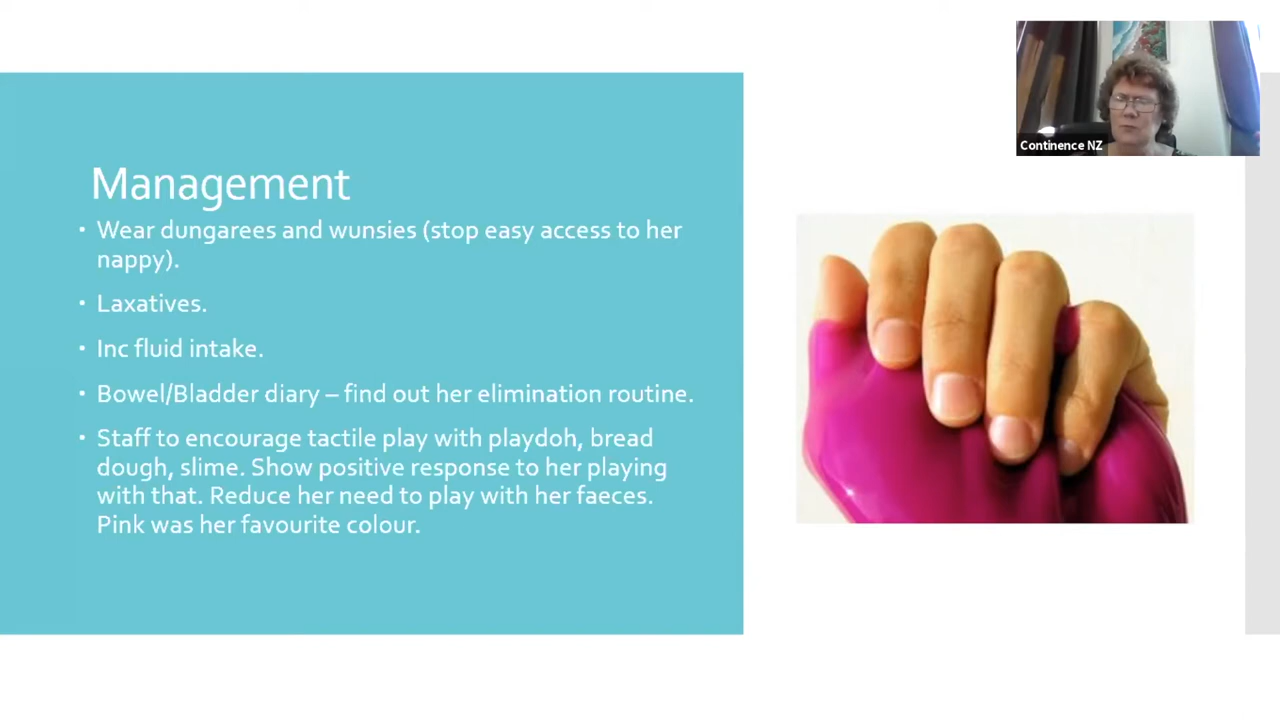 Continence NZ
Management
• Wear dungarees and wunsies (stop easy access to her
nappy).
• Laxatives.
• Inc fluid intake.
• Bowel/Bladder diary – find out her elimination routine.
• Staff to encourage tactile play with playdoh, bread
dough, slime. Show positive response to her playing
with that. Reduce her need to play with her faeces.
Pink was her favourite colour.